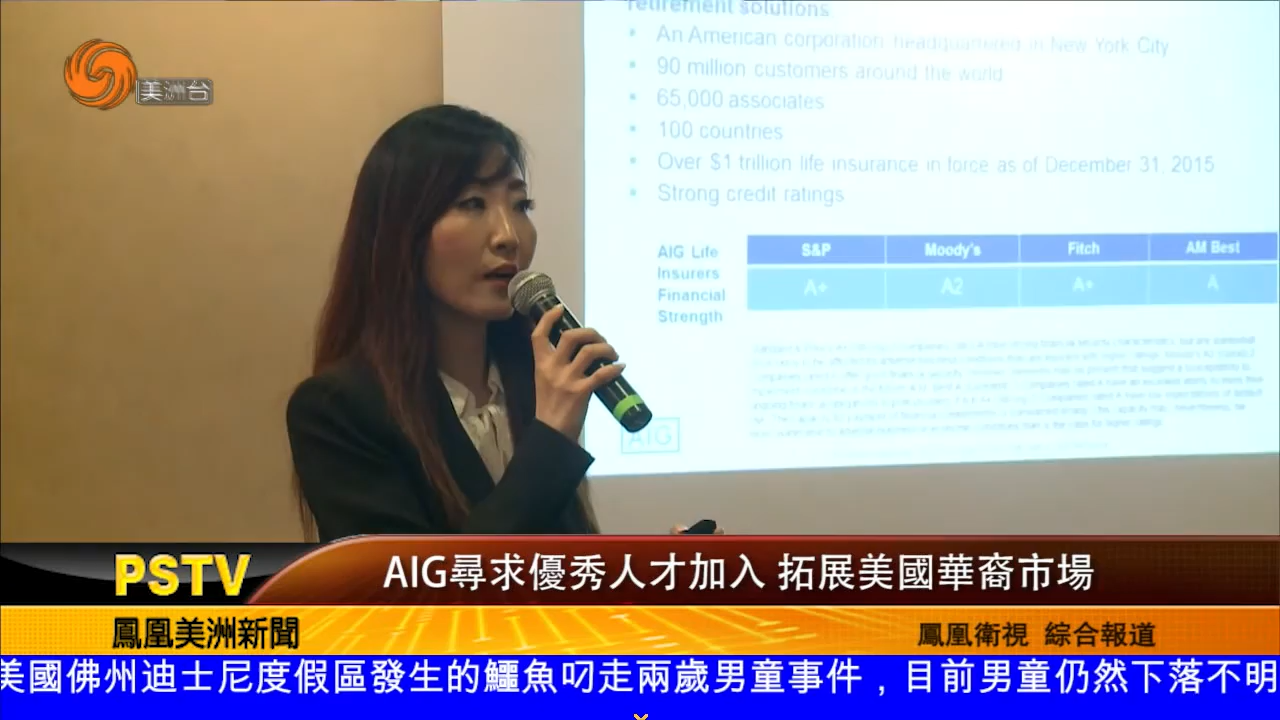 美洲台
retirement solutions
• An American corporation headquartered in New York City
• 90 million customers around the world
• 65,000 associates
• 100 countries
• Over $1 trillion life insurance in force as of December 31, 2015
• Strong credit ratings
AIG Life Insurers Financial Strength
S&P Moody's Fitch AM Best
A+ A2 A+ A
AIG
PSTV
AIG尋求優秀人才加入 拓展美國華裔市場
鳳凰美洲新聞
鳳凰衛視 綜合報道
美國佛州迪士尼度假區發生的鱷魚叼走兩歲男童事件，目前男童仍然下落不明